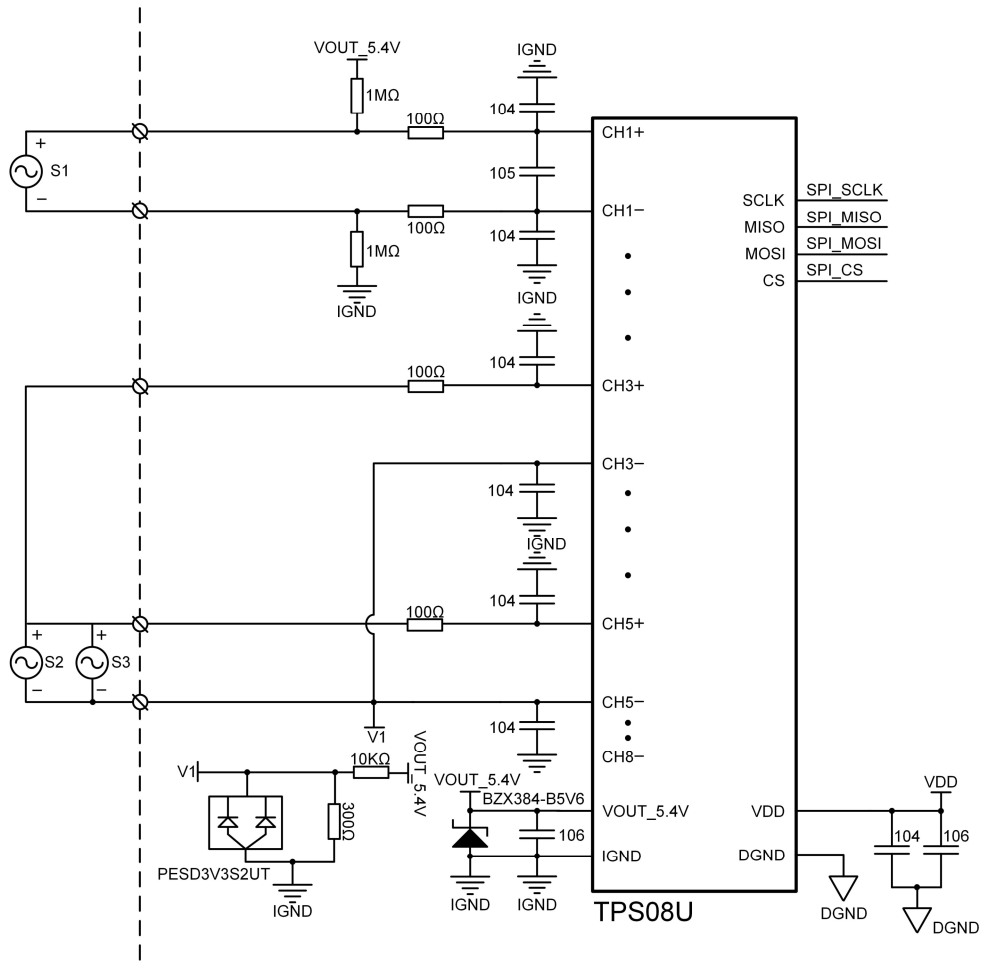 VOUT_5.4V
IGND
1MΩ
104
100Ω
CH1+
+
S1
105
SCLK
SPI_SCLK
−
CH1−
MISO
SPI_MISO
100Ω
104
MOSI
SPI_MOSI
1MΩ
CS
SPI_CS
IGND
IGND
104
100Ω
CH3+
CH3−
104
IGND
104
100Ω
CH5+
+
+
S2
S3
−
−
CH5−
104
V1
CH8−
10KΩ
VOUT_5.4V
V1
VOUT_5.4V
VDD
BZX384-B5V6
300Ω
VOUT_5.4V
VDD
106
104
106
IGND
DGND
PESD3V3S2UT
IGND
IGND
IGND
TPS08U
DGND
DGND